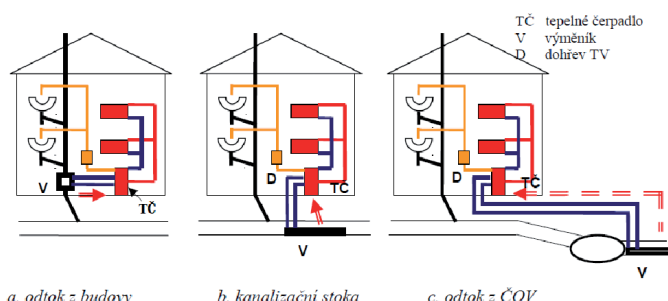 TČ tepelné čerpadlo
V výměník
D dohřev TV
V
TČ
D
TČ
V
D
TČ
V
a. odtok z budovy
b. kanalizační stoka
c. odtok z ČOV